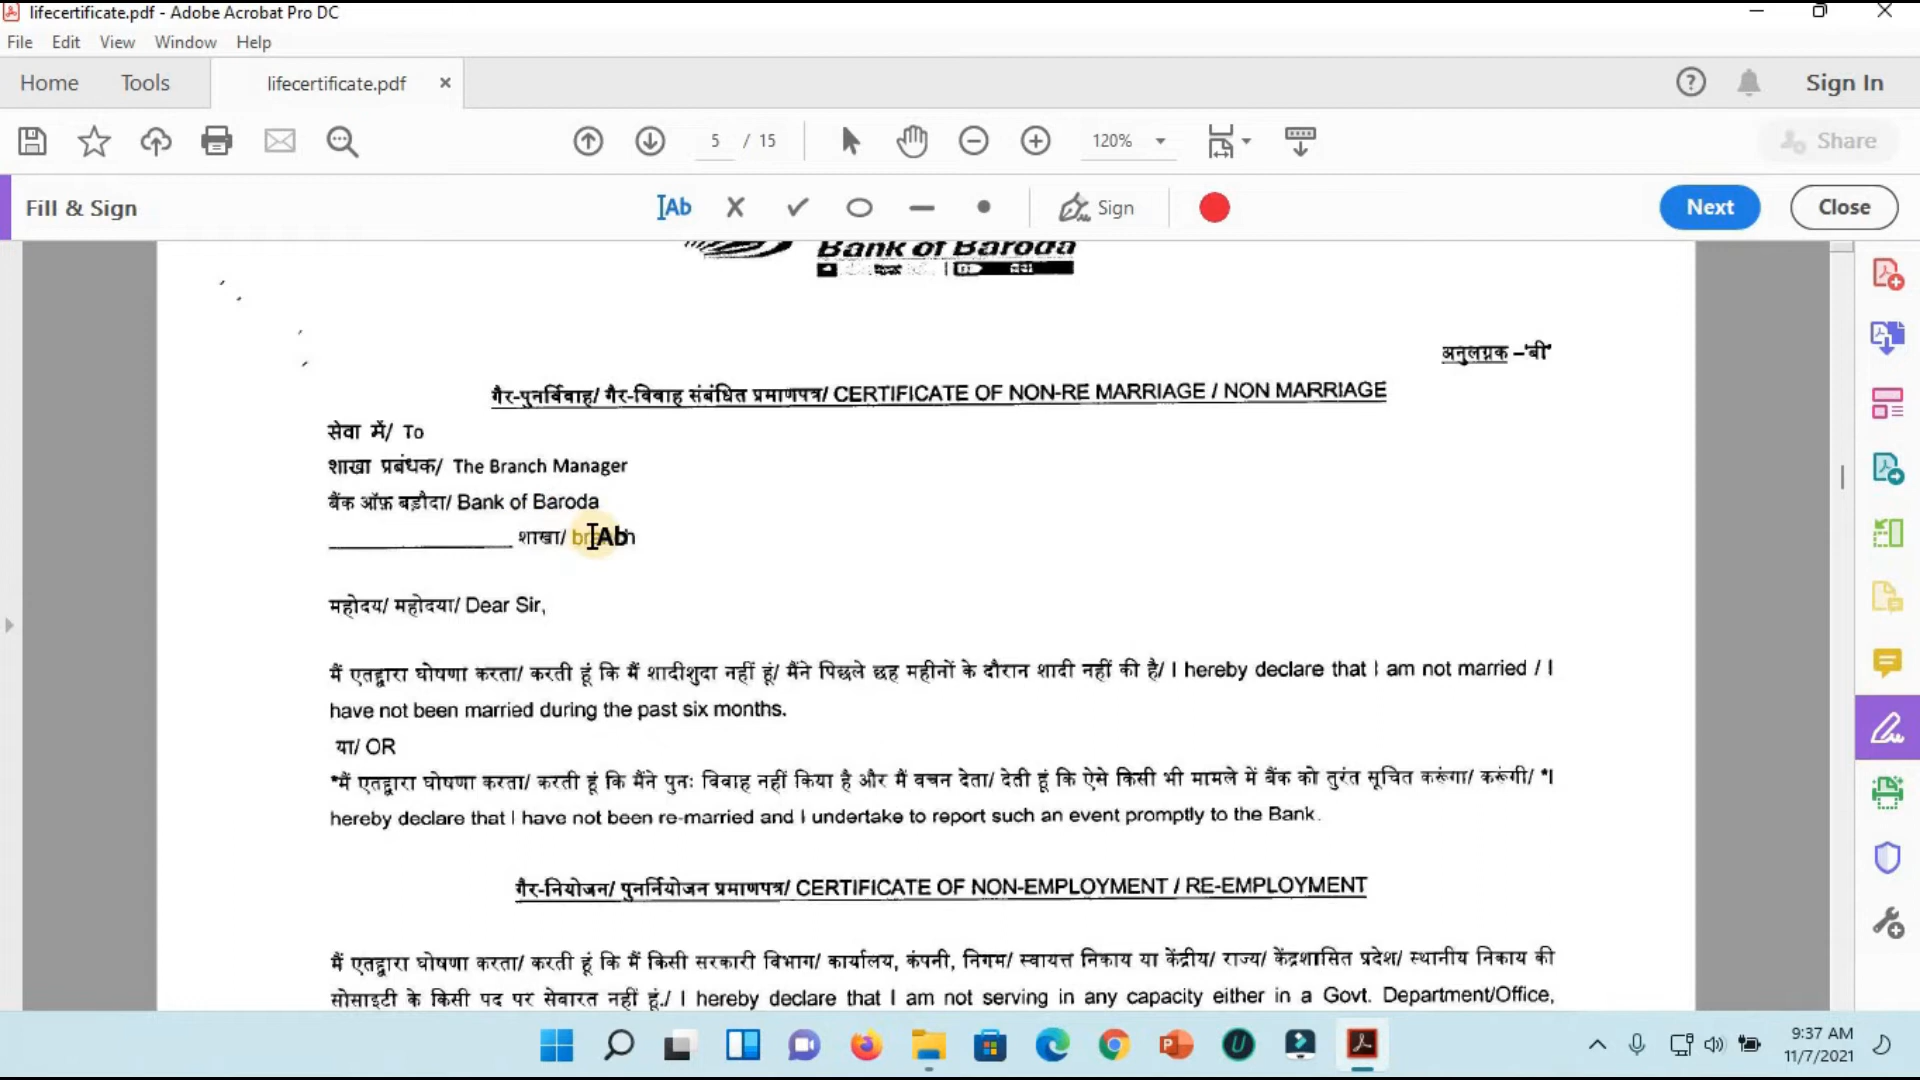 lifecertificate.pdf - Adobe Acrobat Pro DC
File Edit View Window Help
Home Tools lifecertificate.pdf Sign In
5 / 15 120% Share
Fill & Sign Ab Sign Next Close
Bank of Baroda
अनुलग्नक –'बी'
गैर-पुनर्विवाह/ गैर-विवाह संबंधित प्रमाणपत्र/ CERTIFICATE OF NON-RE MARRIAGE / NON MARRIAGE
सेवा में/ To
शाखा प्रबंधक/ The Branch Manager
बैंक ऑफ़ बड़ौदा/ Bank of Baroda
____________ शाखा/ branch
महोदय/ महोदया/ Dear Sir,
मैं एतद्वारा घोषणा करता/ करती हूं कि मैं शादीशुदा नहीं हूं/ मैंने पिछले छह महीनों के दौरान शादी नहीं की है/ I hereby declare that I am not married / I
have not been married during the past six months.
या/ OR
*मैं एतद्वारा घोषणा करता/ करती हूं कि मैंने पुनः विवाह नहीं किया है और मैं वचन देता/ देती हूं कि ऐसे किसी भी मामले में बैंक को तुरंत सूचित करूंगा/ करूंगी/ *I
hereby declare that I have not been re-married and I undertake to report such an event promptly to the Bank.
गैर-नियोजन/ पुनर्नियोजन प्रमाणपत्र/ CERTIFICATE OF NON-EMPLOYMENT / RE-EMPLOYMENT
मैं एतद्वारा घोषणा करता/ करती हूं कि मैं किसी सरकारी विभाग/ कार्यालय, कंपनी, निगम/ स्वायत्त निकाय या केंद्रीय/ राज्य/ केंद्रशासित प्रदेश/ स्थानीय निकाय की
सोसाइटी के किसी पद पर सेवारत नहीं हूं./ I hereby declare that I am not serving in any capacity either in a Govt. Department/Office,
9:37 AM
11/7/2021